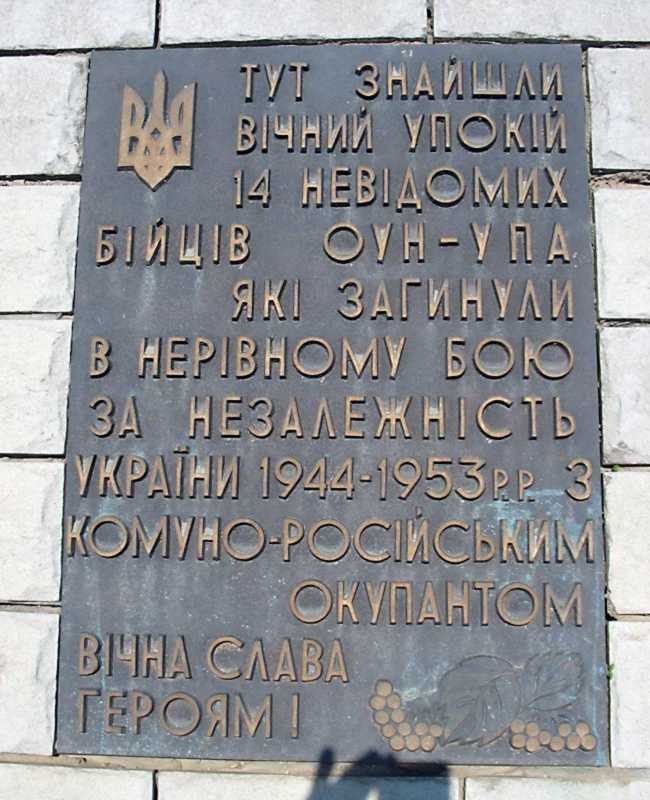 ТУТ ЗНАЙШЛИ
ВІЧНИЙ УПОКІЙ
14 НЕВІДОМИХ
БІЙЦІВ ОУН-УПА
ЯКІ ЗАГИНУЛИ
В НЕРІВНОМУ БОЮ
ЗА НЕЗАЛЕЖНІСТЬ
УКРАЇНИ 1944-1953Р.Р. З
КОМУНО-РОСІЙСЬКИМ
ОКУПАНТОМ
ВІЧНА СЛАВА
ГЕРОЯМ!